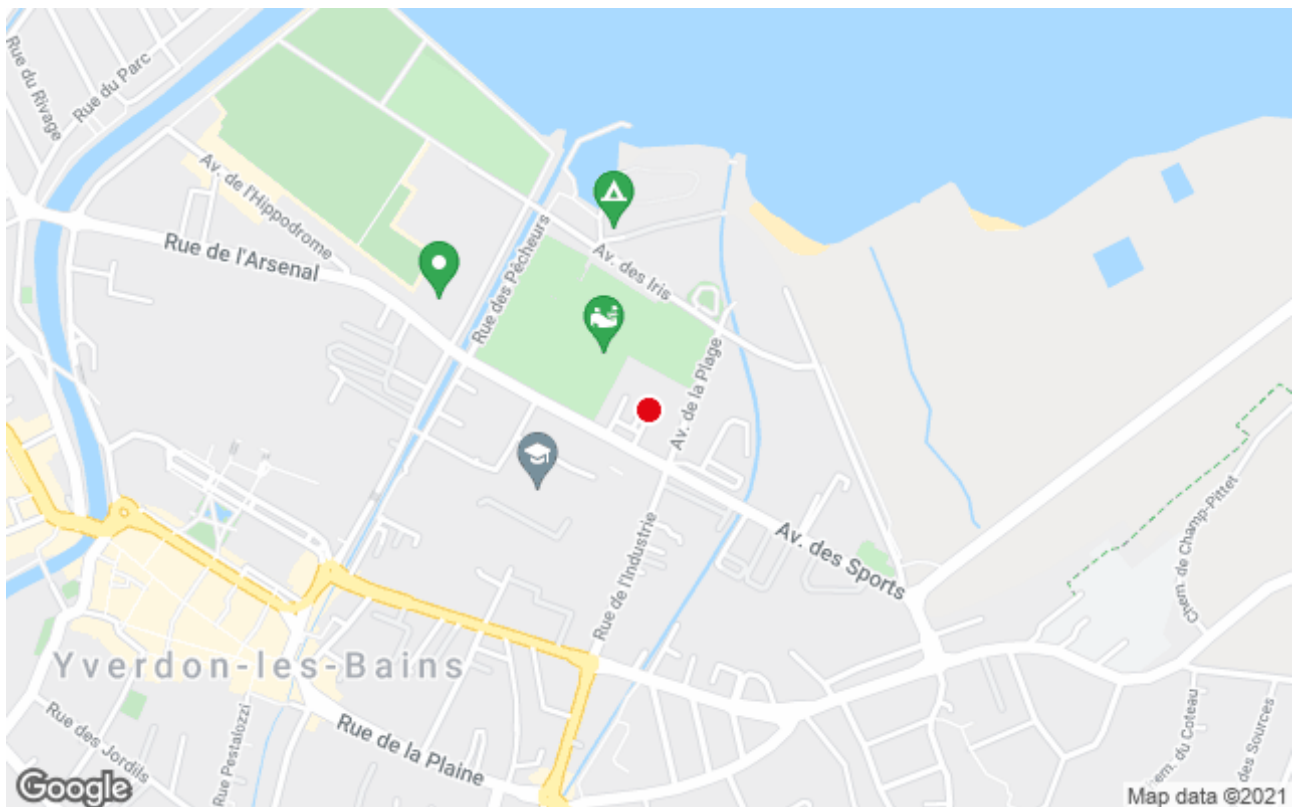 Rue du Parc
Rue du Rivage
Av. de l'Hippodrome
Rue de l'Arsenal
Rue des Pêcheurs
Av. des Iris
Av. de la Plage
Chem. de Champ-Pittet
Av. des Sports
Rue de l'Industrie
Yverdon-les-Bains
Rue des Jordils
Rue Pestalozzi
Rue de la Plaine
hem. du Coteau
des Sources
Google
Map data ©2021